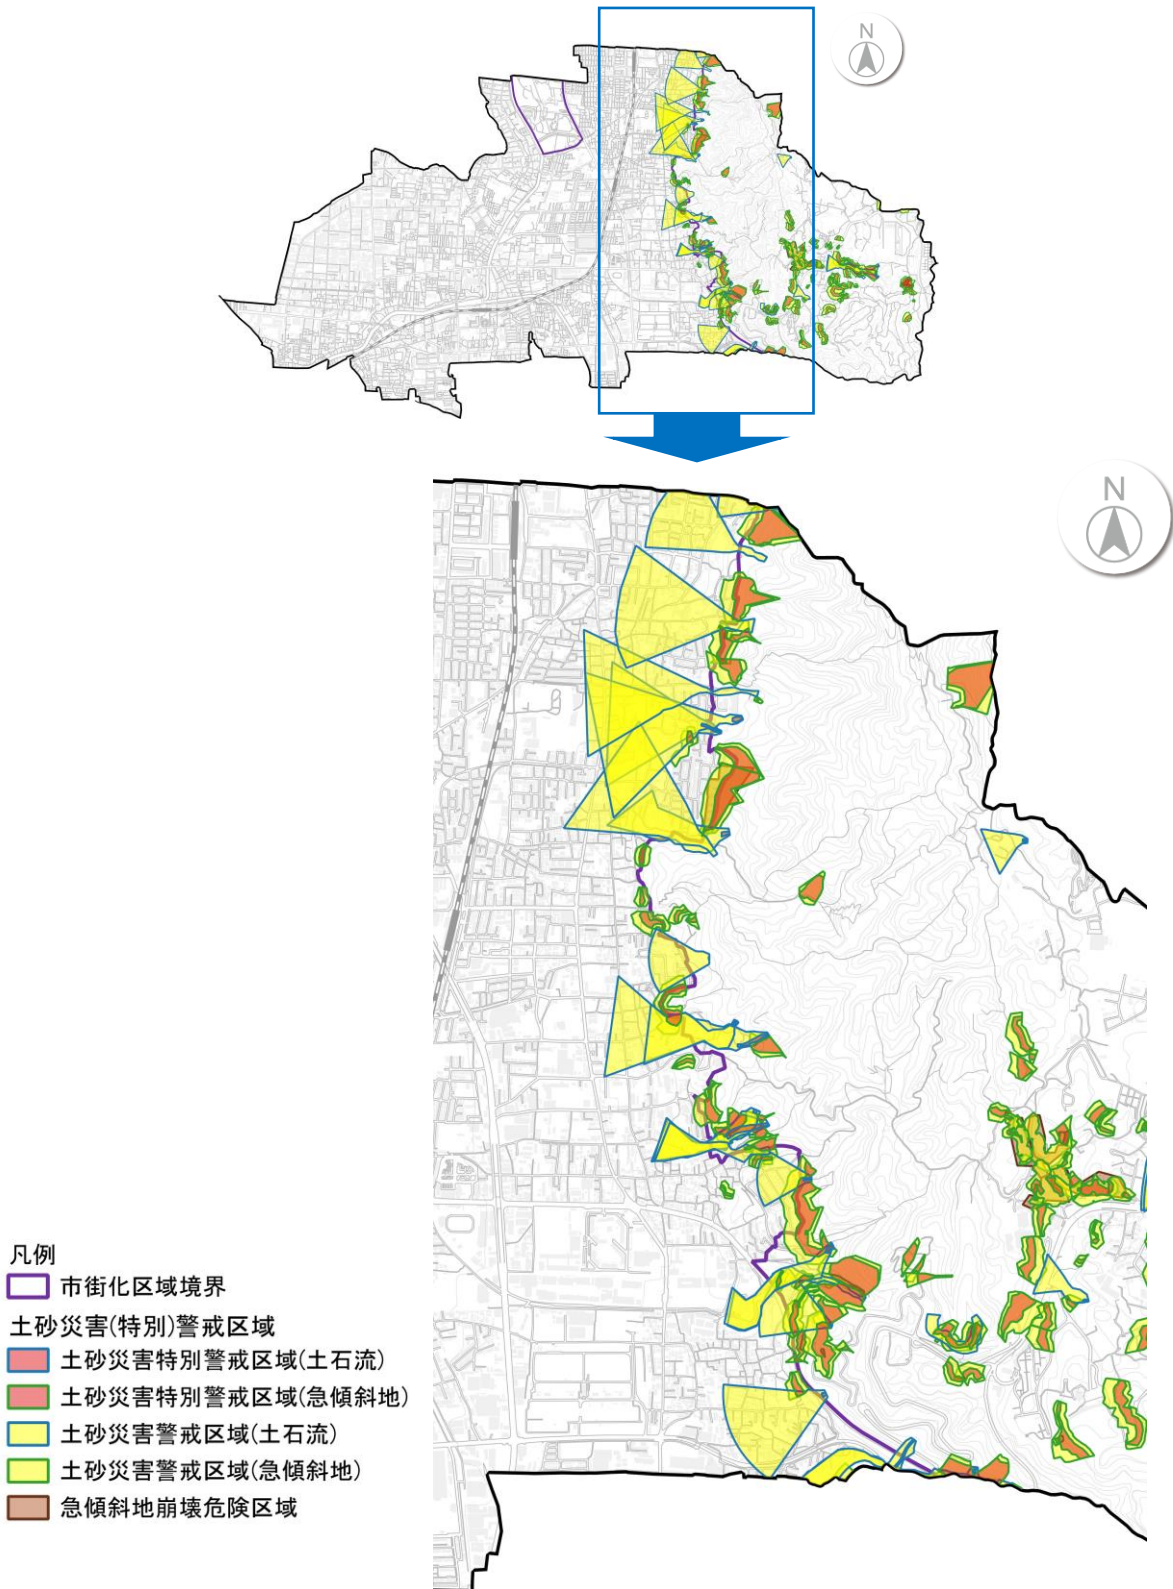 N
N
凡例
市街化区域境界
土砂災害(特別)警戒区域
土砂災害特別警戒区域(土石流)
土砂災害特別警戒区域(急傾斜地)
土砂災害警戒区域(土石流)
土砂災害警戒区域(急傾斜地)
急傾斜地崩壊危険区域